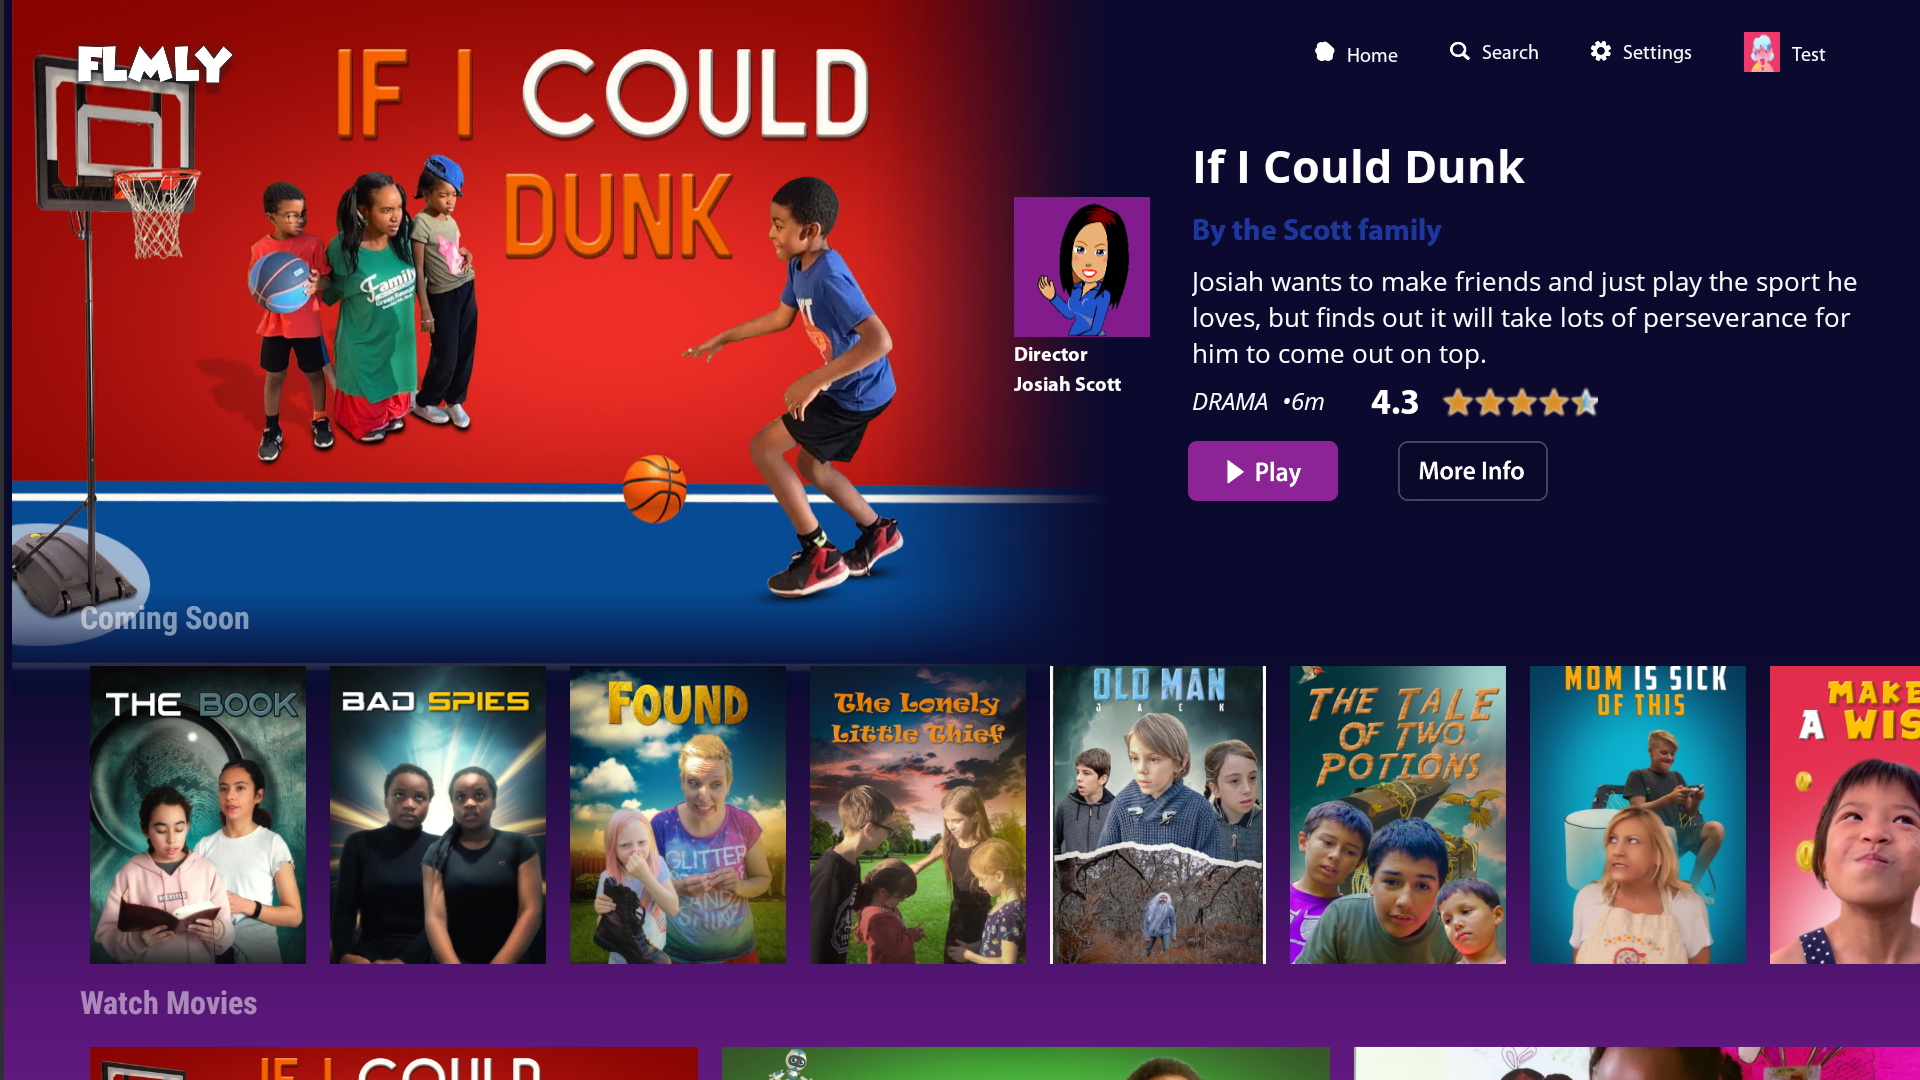 FLMLY
Home
Search
Settings
Test
IF I COULD
DUNK
Family
If I Could Dunk
By the Scott family
Josiah wants to make friends and just play the sport he
loves, but finds out it will take lots of perseverance for
him to come out on top.
Director
Josiah Scott
DRAMA •6m
4.3
Play
More Info
Coming Soon
THE BOOK
BAD SPIES
FOUND
GLITTER
AND
SHINE
The Lonely
Little Thief
OLD MAN
JACK
THE TALE
OF TWO
POTIONS
MOM IS SICK
OF THIS
MAKE
A WIS
Watch Movies
IF I COULD